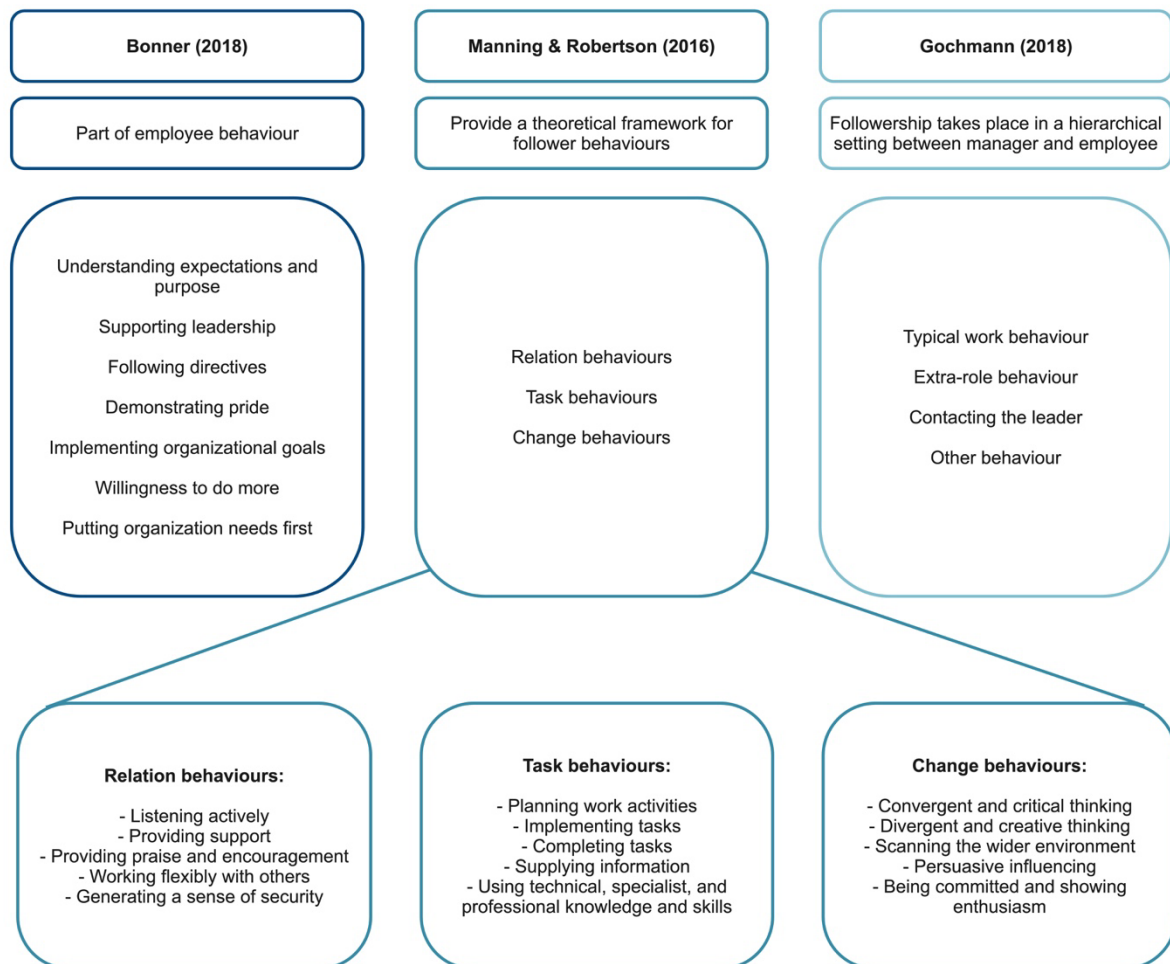 Bonner (2018)
Manning & Robertson (2016)
Gochmann (2018)
Part of employee behaviour
Provide a theoretical framework for
follower behaviours
Followership takes place in a hierarchical
setting between manager and employee
Understanding expectations and
purpose
Supporting leadership
Following directives
Demonstrating pride
Implementing organizational goals
Willingness to do more
Putting organization needs first
Relation behaviours
Task behaviours
Change behaviours
Typical work behaviour
Extra-role behaviour
Contacting the leader
Other behaviour
Relation behaviours:
- Listening actively
- Providing support
- Providing praise and encouragement
- Working flexibly with others
- Generating a sense of security
Task behaviours:
- Planning work activities
- Implementing tasks
- Completing tasks
- Supplying information
- Using technical, specialist, and
professional knowledge and skills
Change behaviours:
- Convergent and critical thinking
- Divergent and creative thinking
- Scanning the wider environment
- Persuasive influencing
- Being committed and showing
enthusiasm